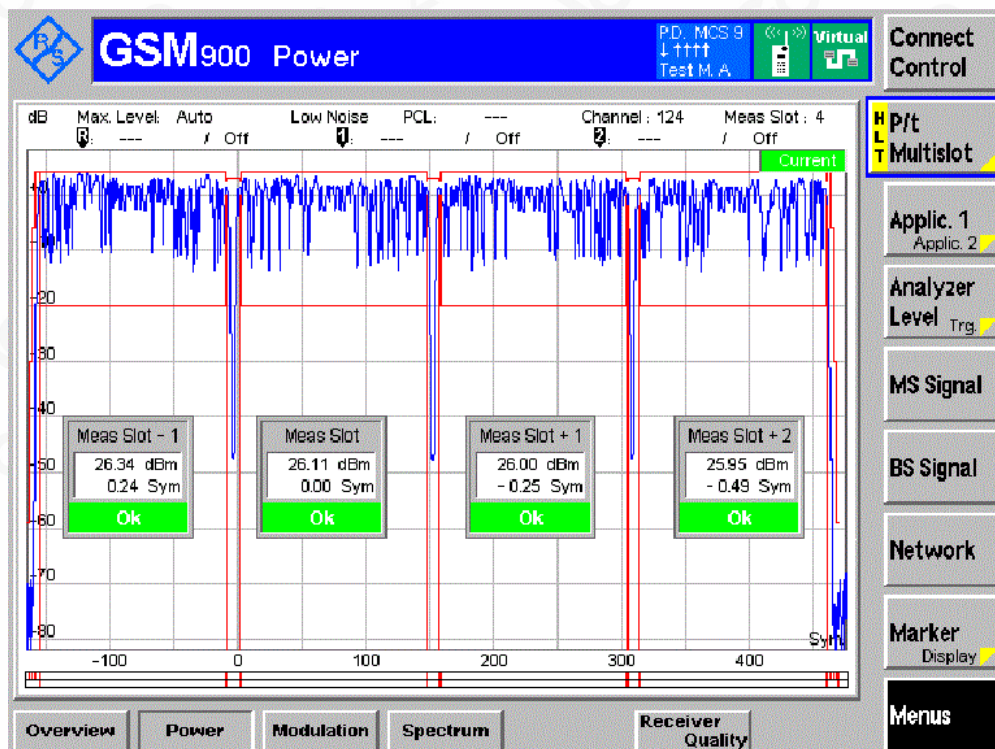 R S
GSM900 Power
P.D. MCS 9
↓ ↑↑↑↑
Test M. A
Virtual
Connect
Control
dB Max. Level: Auto Low Noise PCL: --- Channel : 124 Meas Slot : 4
R: --- / Off 1: --- / Off 2: --- / Off
Current
HLT
P/t
Multislot
Applic. 1
Applic. 2
Analyzer
Level Trg.
MS Signal
BS Signal
Network
Marker
Display
Menus
+0
-10
-20
-30
-40
-50
-60
-70
-80
Meas Slot - 1
26.34 dBm
0.24 Sym
Ok
Meas Slot
26.11 dBm
0.00 Sym
Ok
Meas Slot + 1
26.00 dBm
- 0.25 Sym
Ok
Meas Slot + 2
25.95 dBm
- 0.49 Sym
Ok
Sym
-100 0 100 200 300 400
Overview Power Modulation Spectrum Receiver Quality